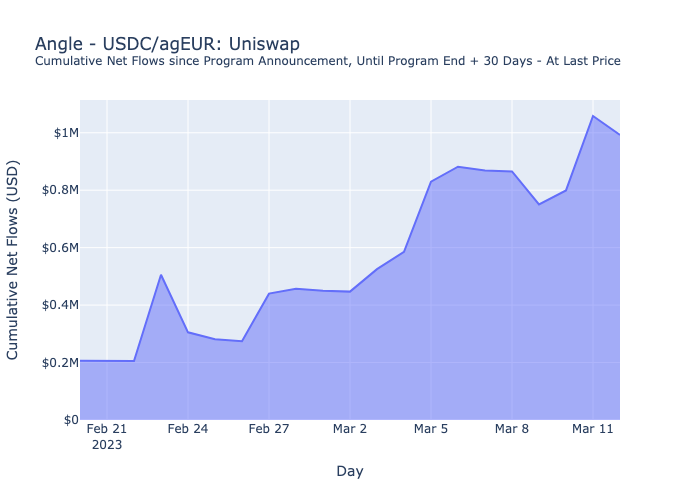 Angle - USDC/agEUR: Uniswap
Cumulative Net Flows since Program Announcement, Until Program End + 30 Days - At Last Price
Cumulative Net Flows (USD)
$1M
$0.8M
$0.6M
$0.4M
$0.2M
$0
Feb 21 Feb 24 Feb 27 Mar 2 Mar 5 Mar 8 Mar 11
2023
Day